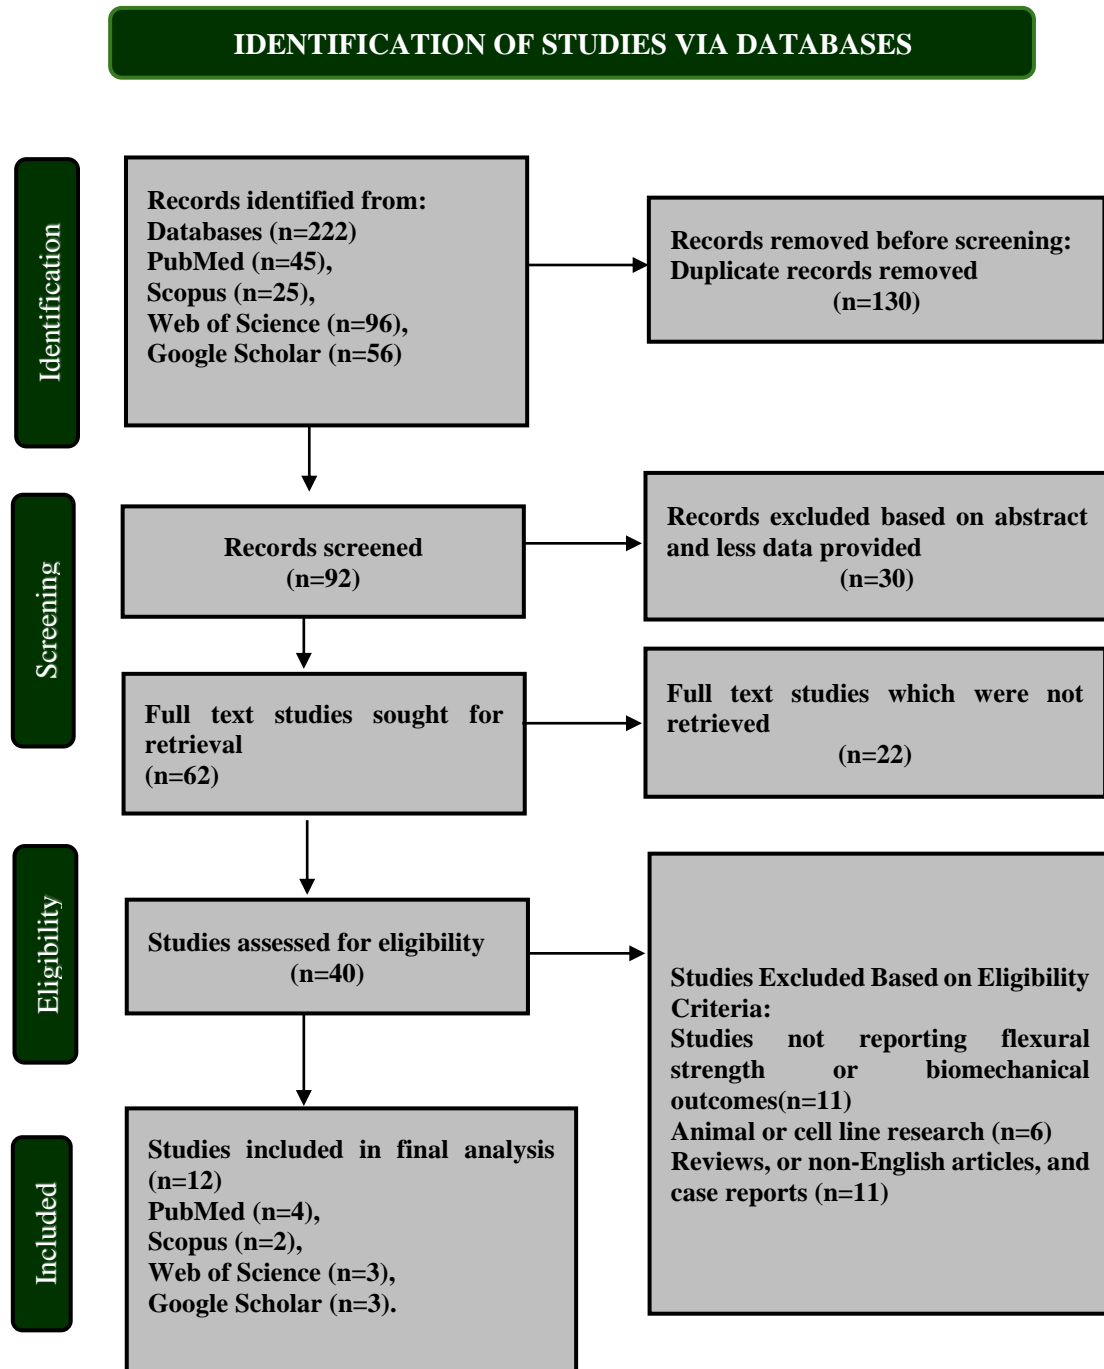 IDENTIFICATION OF STUDIES VIA DATABASES
Identification
Records identified from:
Databases (n=222)
PubMed (n=45),
Scopus (n=25),
Web of Science (n=96),
Google Scholar (n=56)
Records removed before screening:
Duplicate records removed
(n=130)
Screening
Records screened
(n=92)
Records excluded based on abstract
and less data provided
(n=30)
Full text studies sought for
retrieval
(n=62)
Full text studies which were not
retrieved
(n=22)
Eligibility
Studies assessed for eligibility
(n=40)
Studies Excluded Based on Eligibility
Criteria:
Studies not reporting flexural
strength or biomechanical
outcomes(n=11)
Animal or cell line research (n=6)
Reviews, or non-English articles, and
case reports (n=11)
Included
Studies included in final analysis
(n=12)
PubMed (n=4),
Scopus (n=2),
Web of Science (n=3),
Google Scholar (n=3).